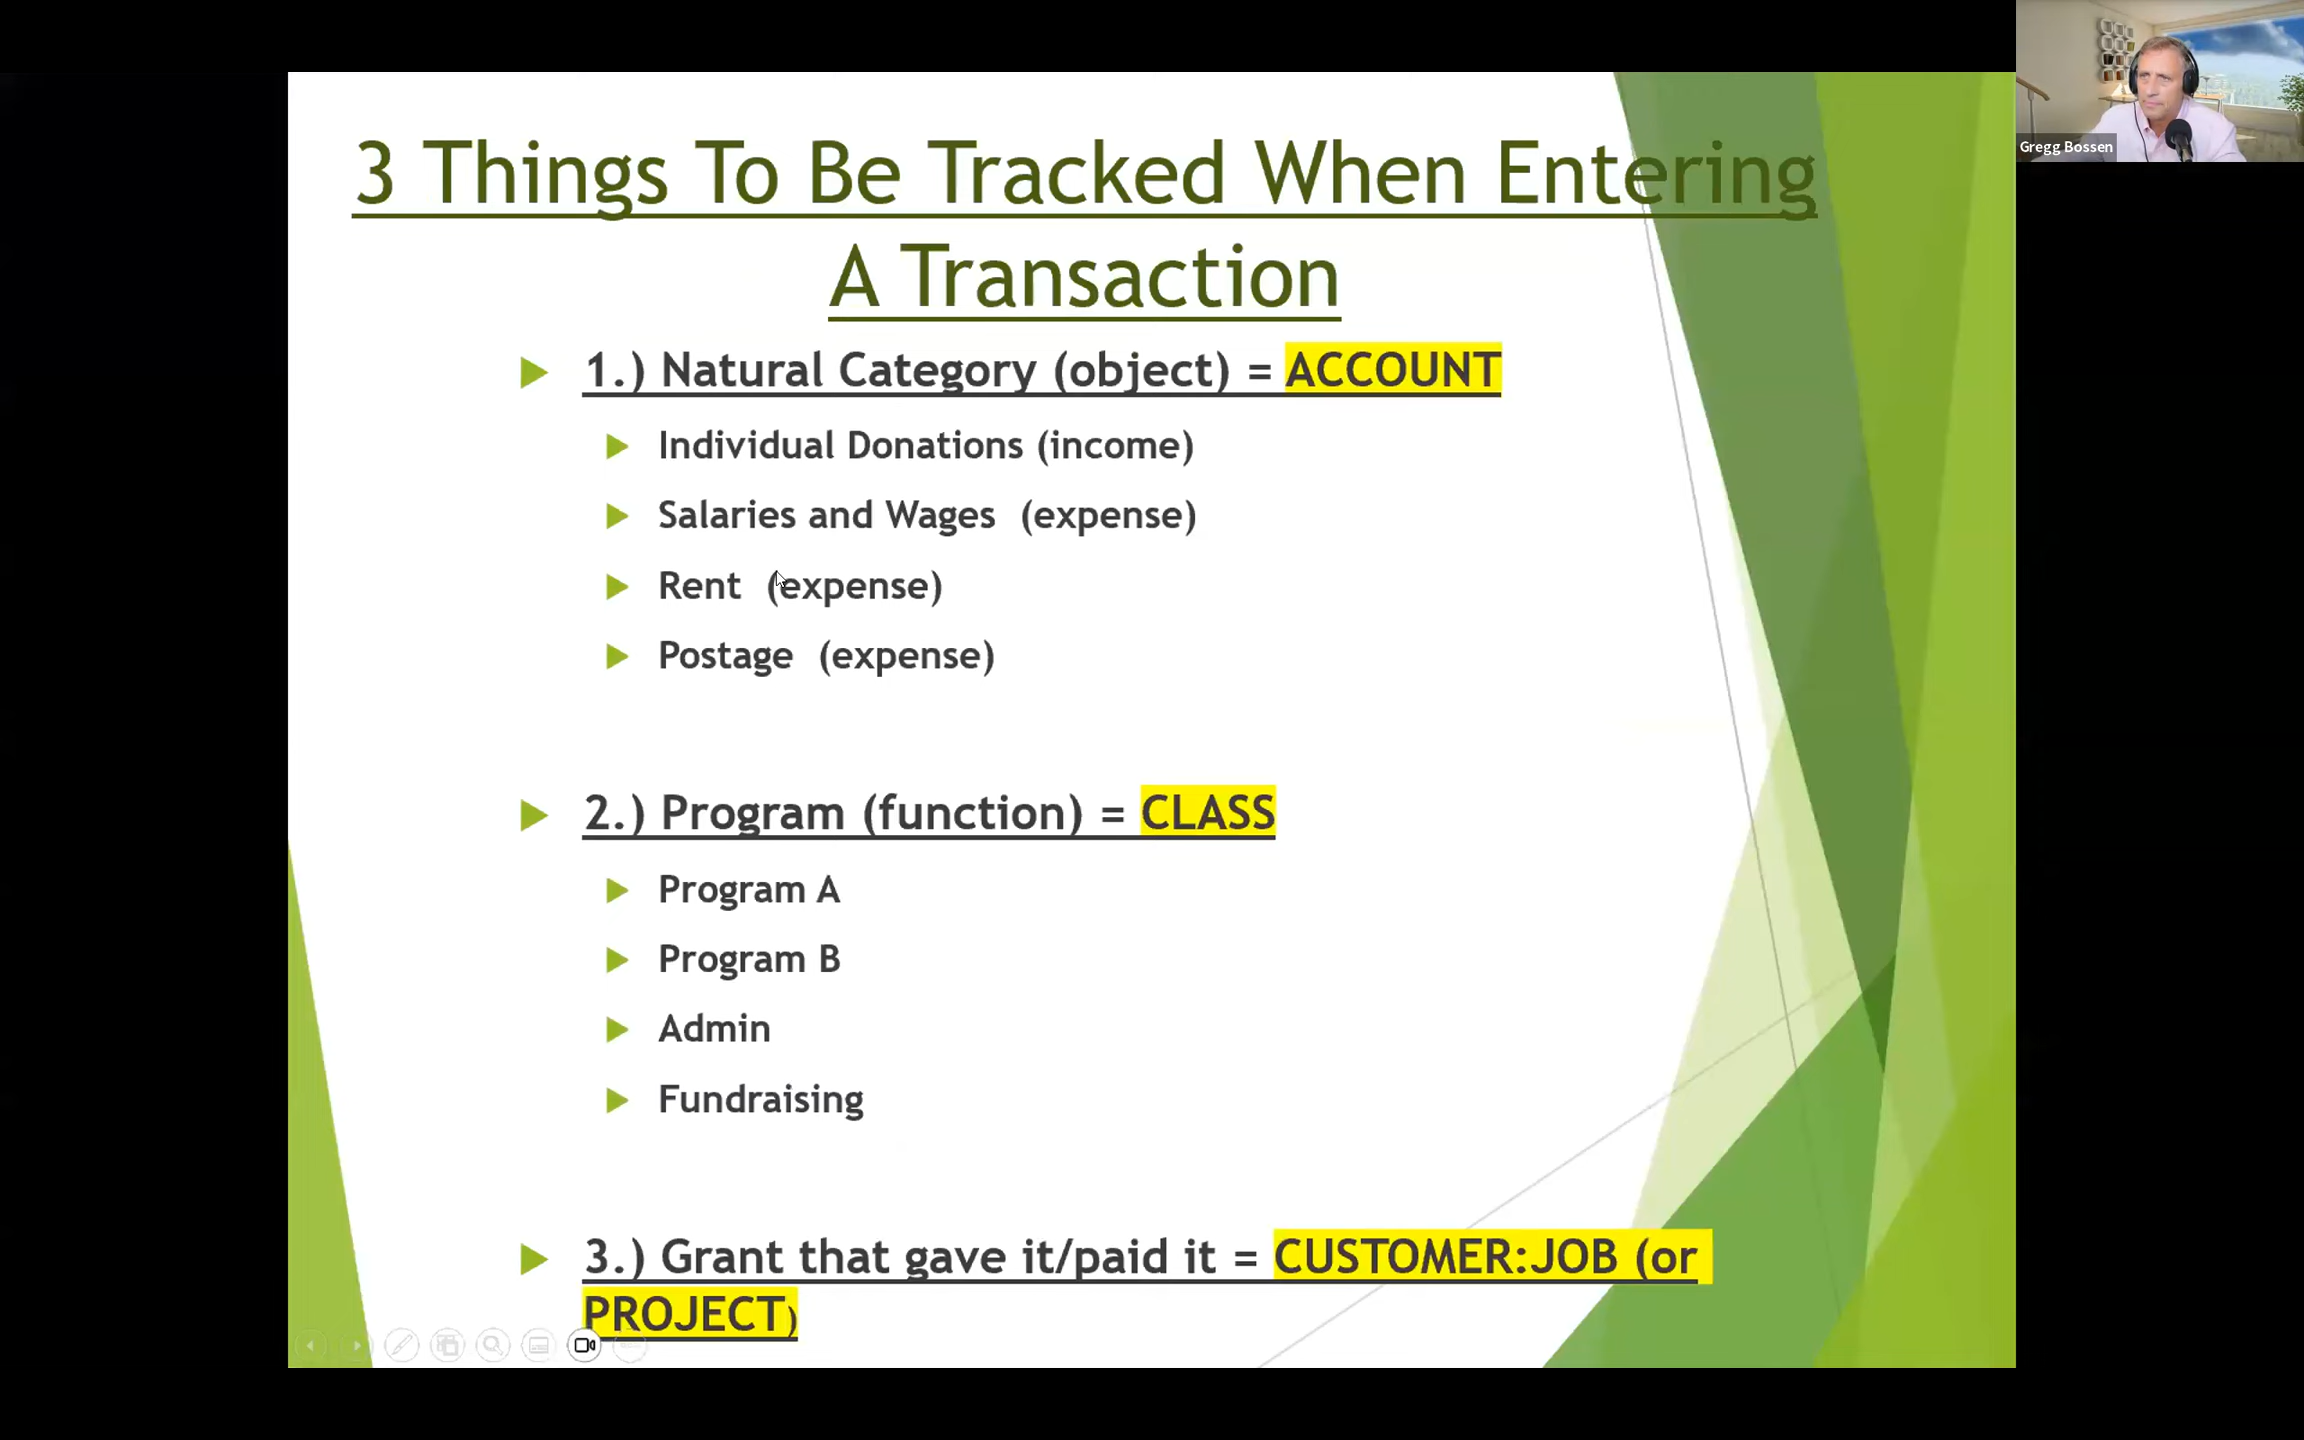 3 Things To Be Tracked When Entering
A Transaction
1.) Natural Category (object) = ACCOUNT
Individual Donations (income)
Salaries and Wages (expense)
Rent (expense)
Postage (expense)
2.) Program (function) = CLASS
Program A
Program B
Admin
Fundraising
3.) Grant that gave it/paid it = CUSTOMER:JOB (or
PROJECT)
Gregg Bossen